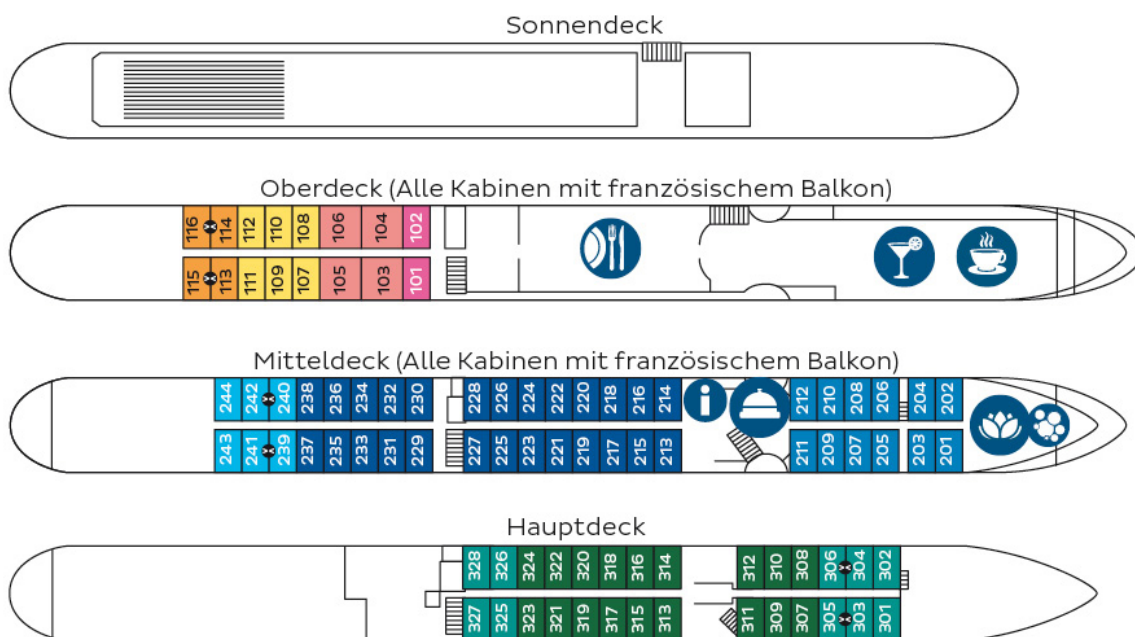 Sonnendeck
Oberdeck (Alle Kabinen mit französischem Balkon)
116 114 112 110 108 106 104 102
115 113 111 109 107 105 103 101
Mitteldeck (Alle Kabinen mit französischem Balkon)
244 242 240 238 236 234 232 230 228 226 224 222 220 218 216 214 i 212 210 208 206 204 202
243 241 239 237 235 233 231 229 227 225 223 221 219 217 215 213 211 209 207 205 203 201
Hauptdeck
328 326 324 322 320 318 316 314 312 310 308 306 304 302
327 325 323 321 319 317 315 313 311 309 307 305 303 301